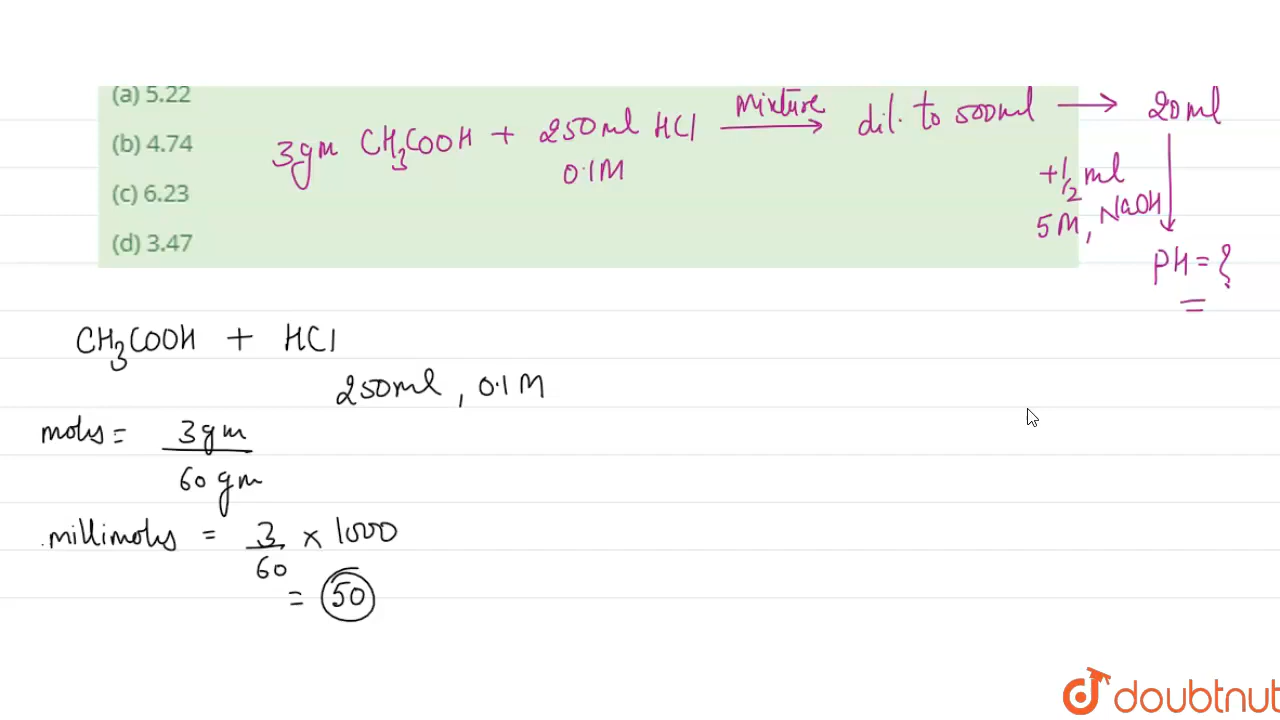 (a) 5.22
(b) 4.74
(c) 6.23
(d) 3.47
3gm CH3COOH + 250ml HCl mixture dil. to 500ml 20ml
0.1M
+1/2 ml
5M, NaOH
PH = ?
CH3COOH + HCl
250ml, 0.1M
mols = 3gm
60gm
millimols = 3/60 x 1000
= 50
doubtnut